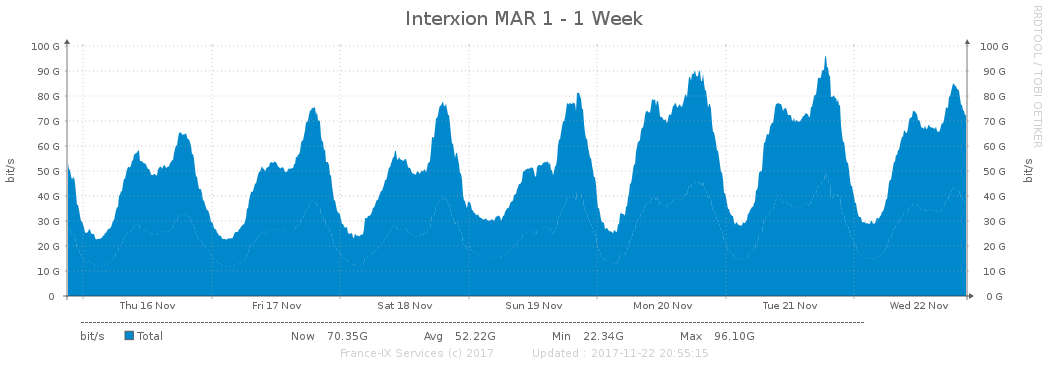 Interxion MAR 1 - 1 Week
RRDTOOL / TOBI OETIKER
100 G 100 G
90 G 90 G
80 G 80 G
70 G 70 G
60 G 60 G
50 G 50 G
40 G 40 G
30 G 30 G
20 G 20 G
10 G 10 G
0 0 G
bit/s bit/s
Thu 16 Nov Fri 17 Nov Sat 18 Nov Sun 19 Nov Mon 20 Nov Tue 21 Nov Wed 22 Nov
bit/s Total Now 70.35G Avg 52.22G Min 22.34G Max 96.10G
France-IX Services (c) 2017 Updated : 2017-11-22 20:55:15